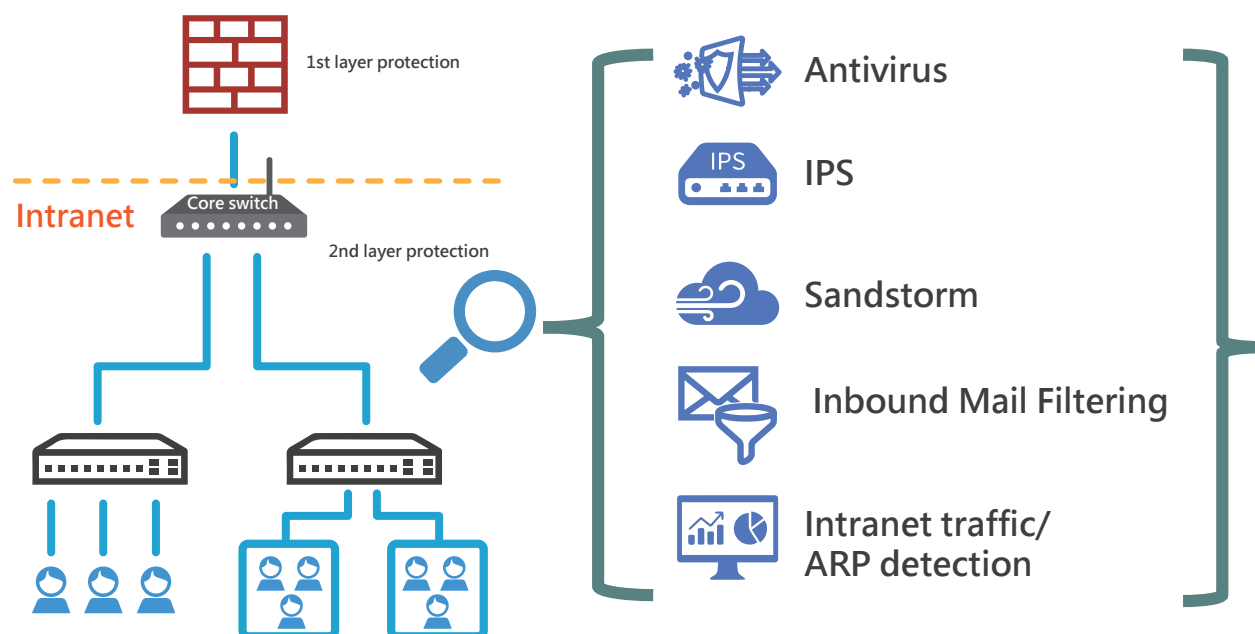 1st layer protection
Intranet
Core switch
2nd layer protection
Antivirus
IPS
IPS
Sandstorm
Inbound Mail Filtering
Intranet traffic/
ARP detection